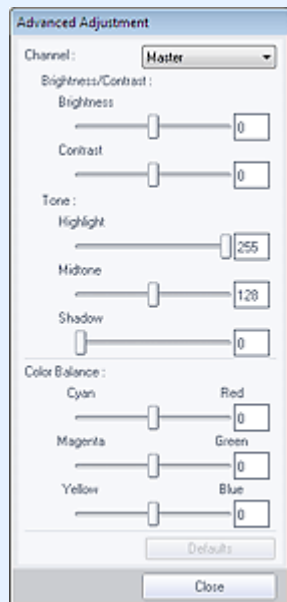 Advanced Adjustment
Channel : Master
Brightness/Contrast :
Brightness
0
Contrast
0
Tone :
Highlight
255
Midtone
128
Shadow
0
Color Balance :
Cyan Red
0
Magenta Green
0
Yellow Blue
0
Defaults
Close